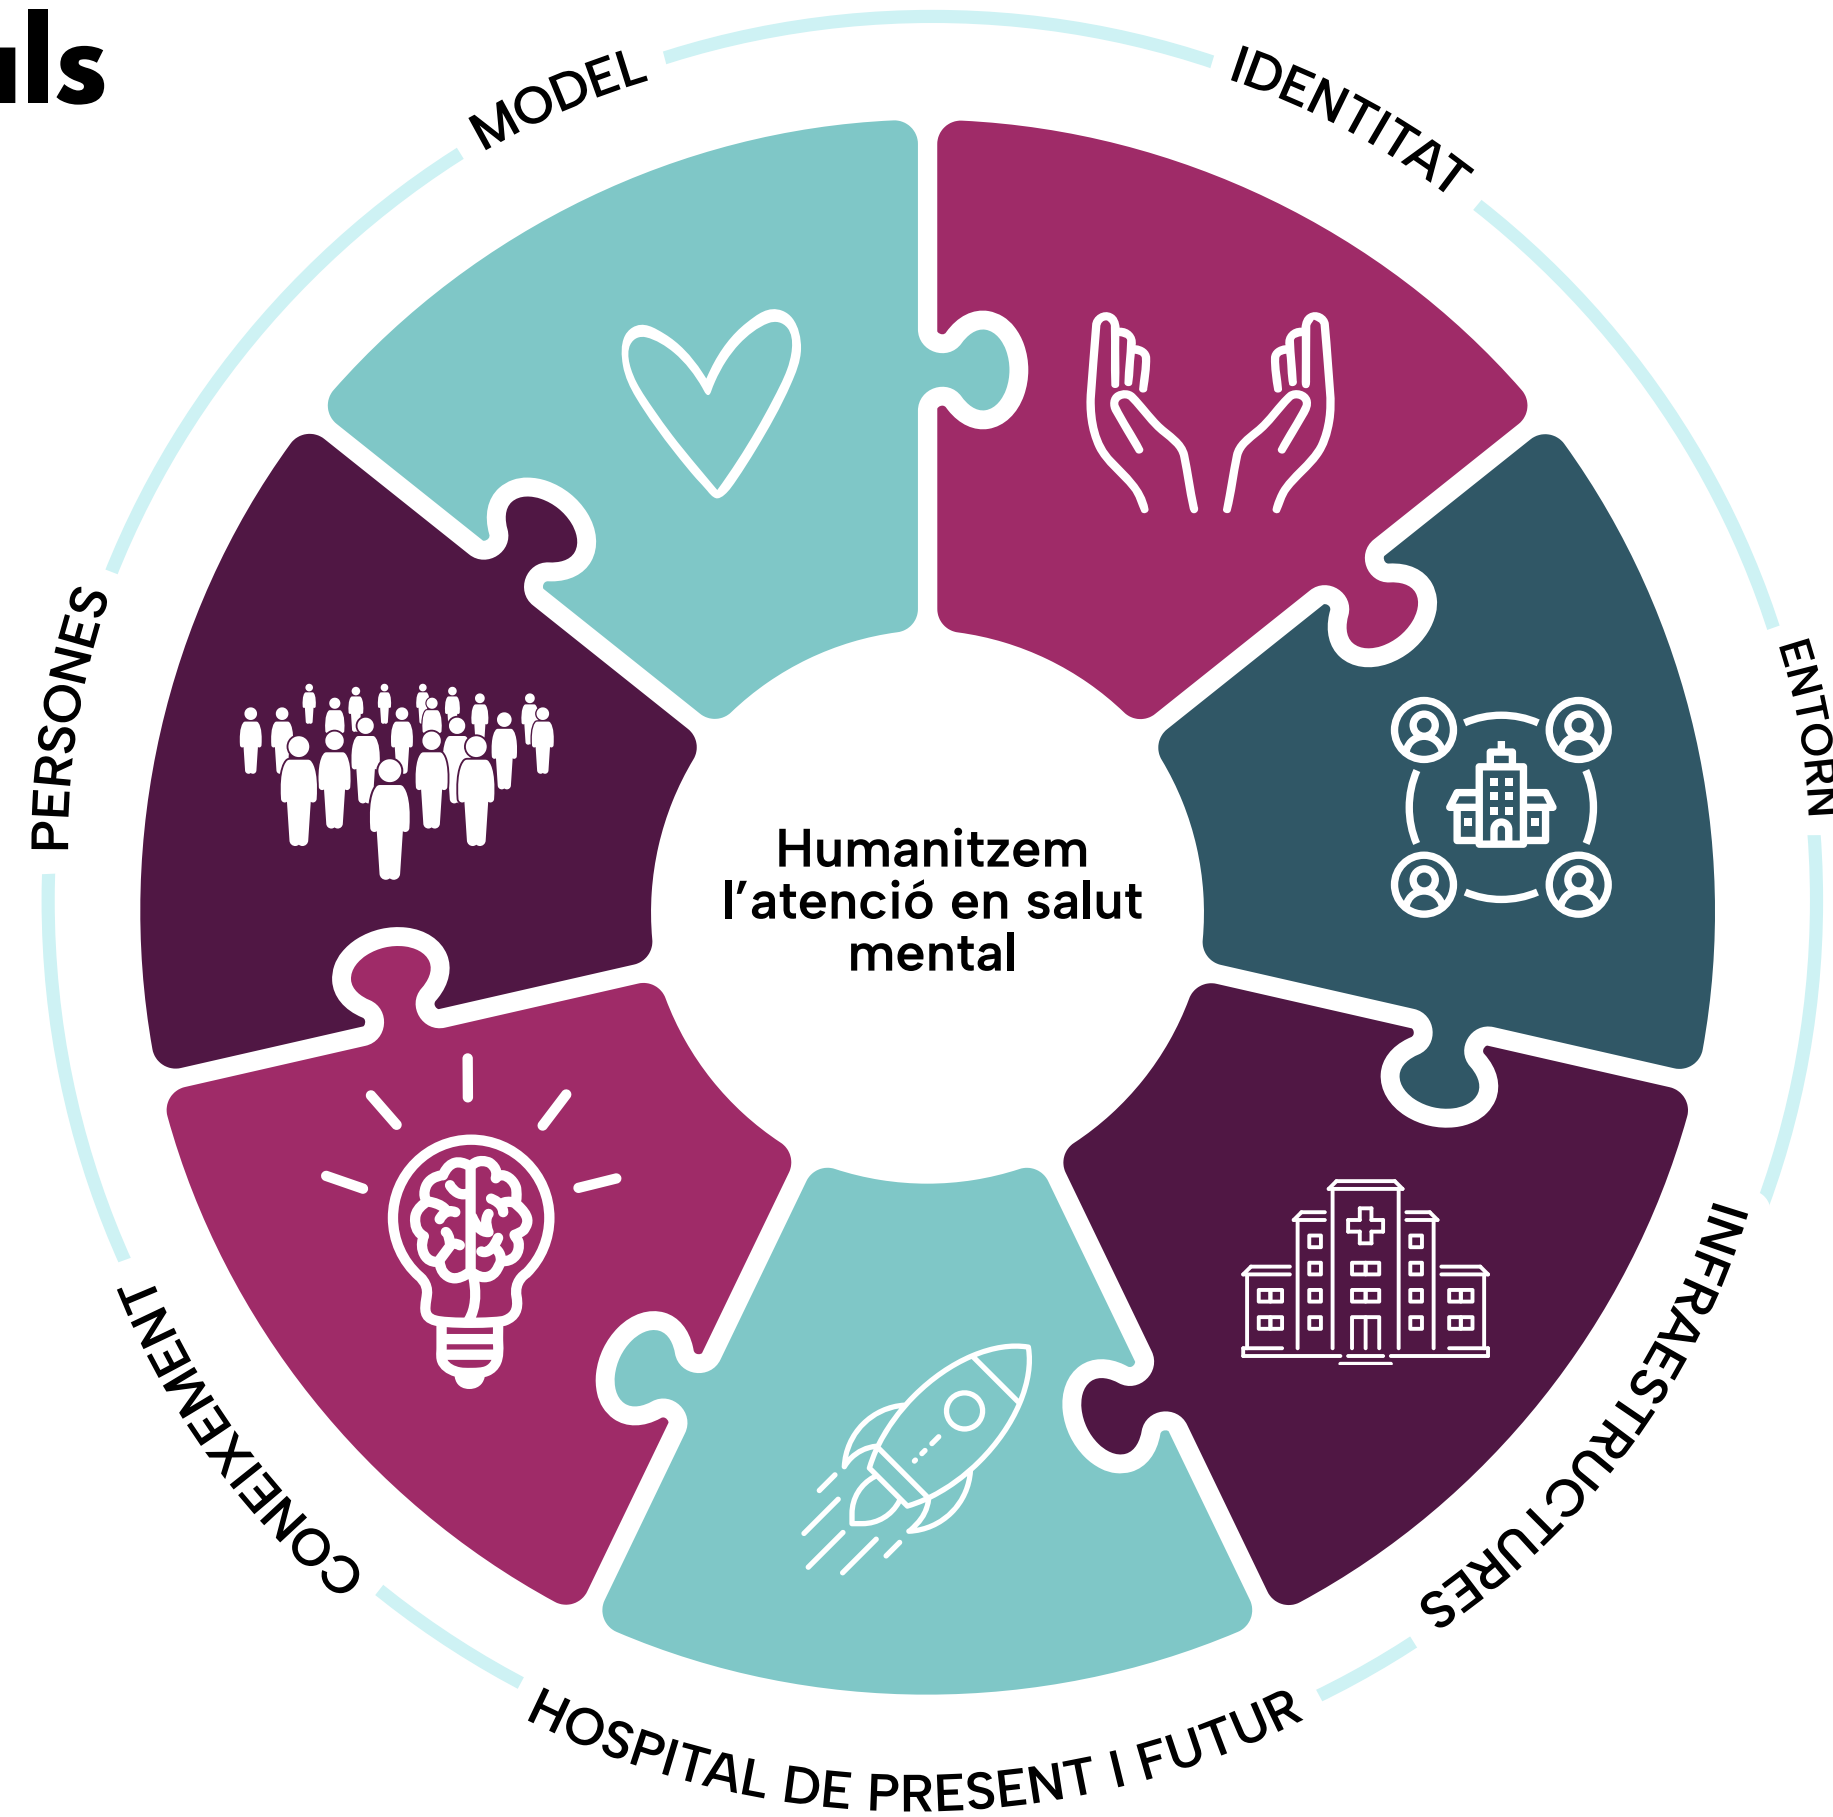 MODEL
IDENTITAT
ENTORN
INFRAESTRUCTURES
HOSPITAL DE PRESENT I FUTUR
CONEIXEMENT
PERSONES
Humanitzem
l'atenció en salut
mental